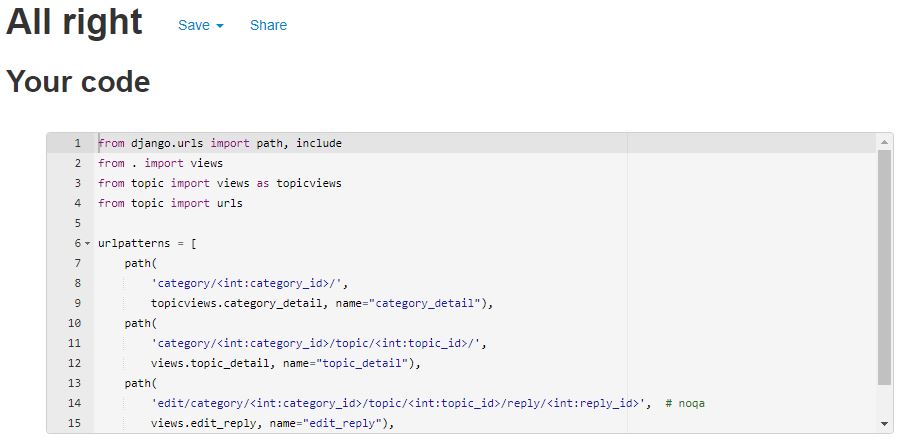 All right Save Share
Your code
1 from django.urls import path, include
2 from . import views
3 from topic import views as topicviews
4 from topic import urls
5
6 urlpatterns = [
7 path(
8 'category/<int:category_id>/',
9 topicviews.category_detail, name="category_detail"),
10 path(
11 'category/<int:category_id>/topic/<int:topic_id>/',
12 views.topic_detail, name="topic_detail"),
13 path(
14 'edit/category/<int:category_id>/topic/<int:topic_id>/reply/<int:reply_id>', # noqa
15 views.edit_reply, name="edit_reply"),